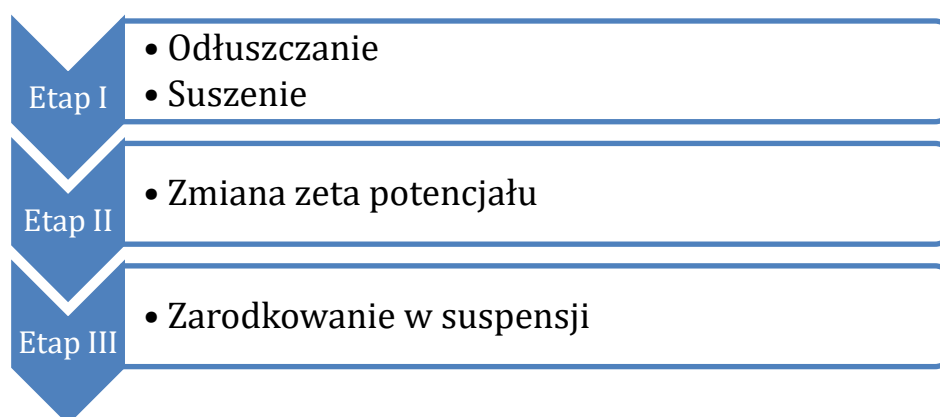 Etap I
• Odłuszczanie
• Suszenie
Etap II
• Zmiana zeta potencjału
Etap III
• Zarodkowanie w suspensji